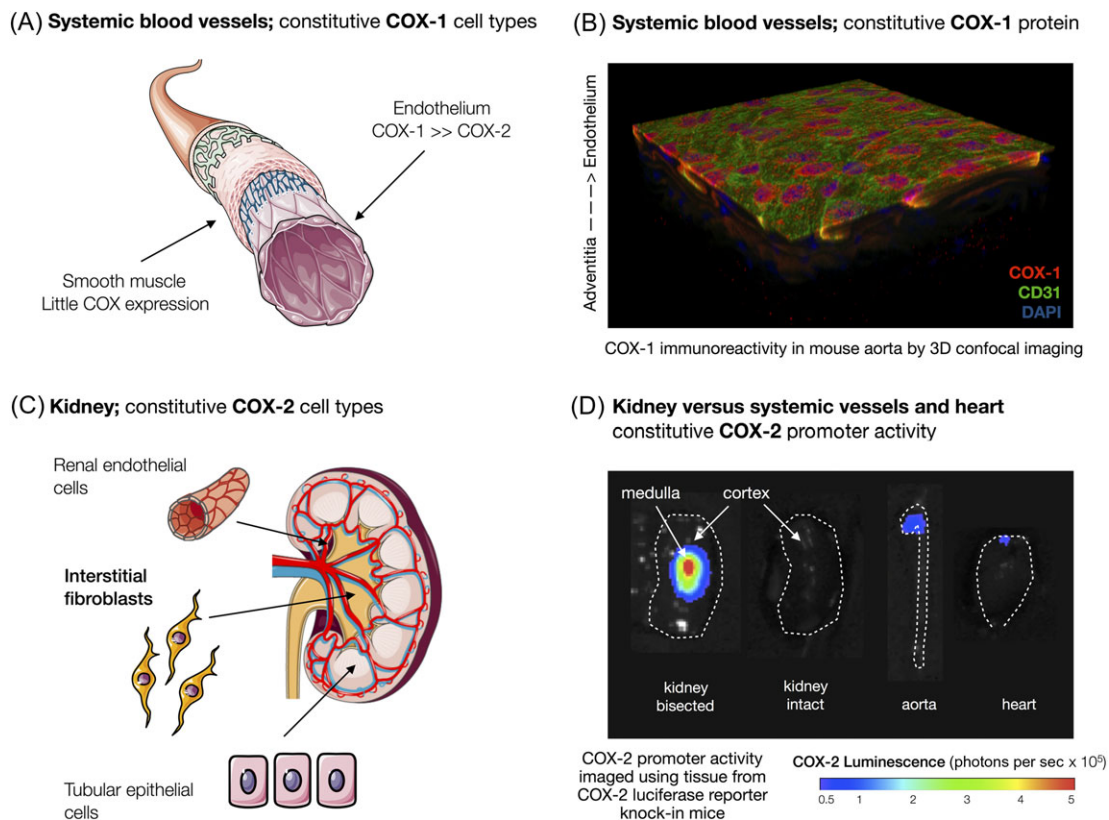 (A) Systemic blood vessels; constitutive COX-1 cell types
Endothelium
COX-1 >> COX-2
Smooth muscle
Little COX expression
(B) Systemic blood vessels; constitutive COX-1 protein
Adventitia — — —> Endothelium
COX-1
CD31
DAPI
COX-1 immunoreactivity in mouse aorta by 3D confocal imaging
(C) Kidney; constitutive COX-2 cell types
Renal endothelial
cells
Interstitial
fibroblasts
Tubular epithelial
cells
(D) Kidney versus systemic vessels and heart
constitutive COX-2 promoter activity
medulla
cortex
kidney
bisected
kidney
intact
aorta
heart
COX-2 promoter activity
imaged using tissue from
COX-2 luciferase reporter
knock-in mice
COX-2 Luminescence (photons per sec x 10⁵)
0.5 1 2 3 4 5